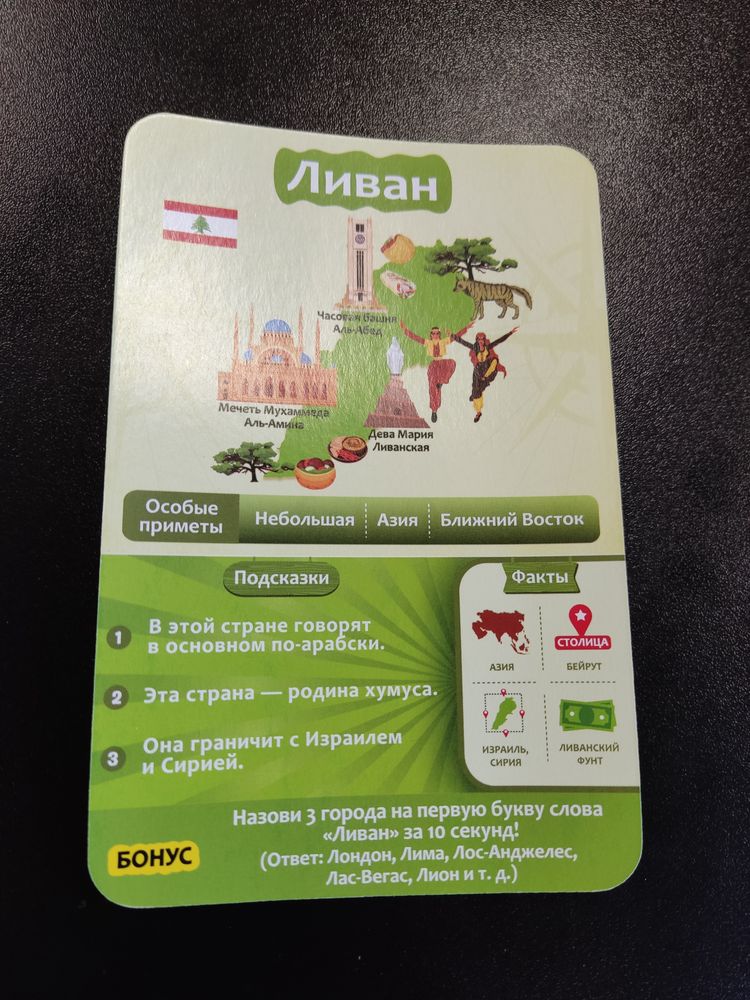 Ливан
Часовая башня
Аль-Абед
Мечеть Мухаммеда
Аль-Амина
Дева Мария
Ливанская
Особые
приметы
Небольшая
Азия
Ближний Восток
Подсказки
1 В этой стране говорят
в основном по-арабски.
2 Эта страна — родина хумуса.
3 Она граничит с Израилем
и Сирией.
Факты
АЗИЯ
СТОЛИЦА
БЕЙРУТ
ИЗРАИЛЬ,
СИРИЯ
ЛИВАНСКИЙ
ФУНТ
БОНУС
Назови 3 города на первую букву слова
«Ливан» за 10 секунд!
(Ответ: Лондон, Лима, Лос-Анджелес,
Лас-Вегас, Лион и т. д.)